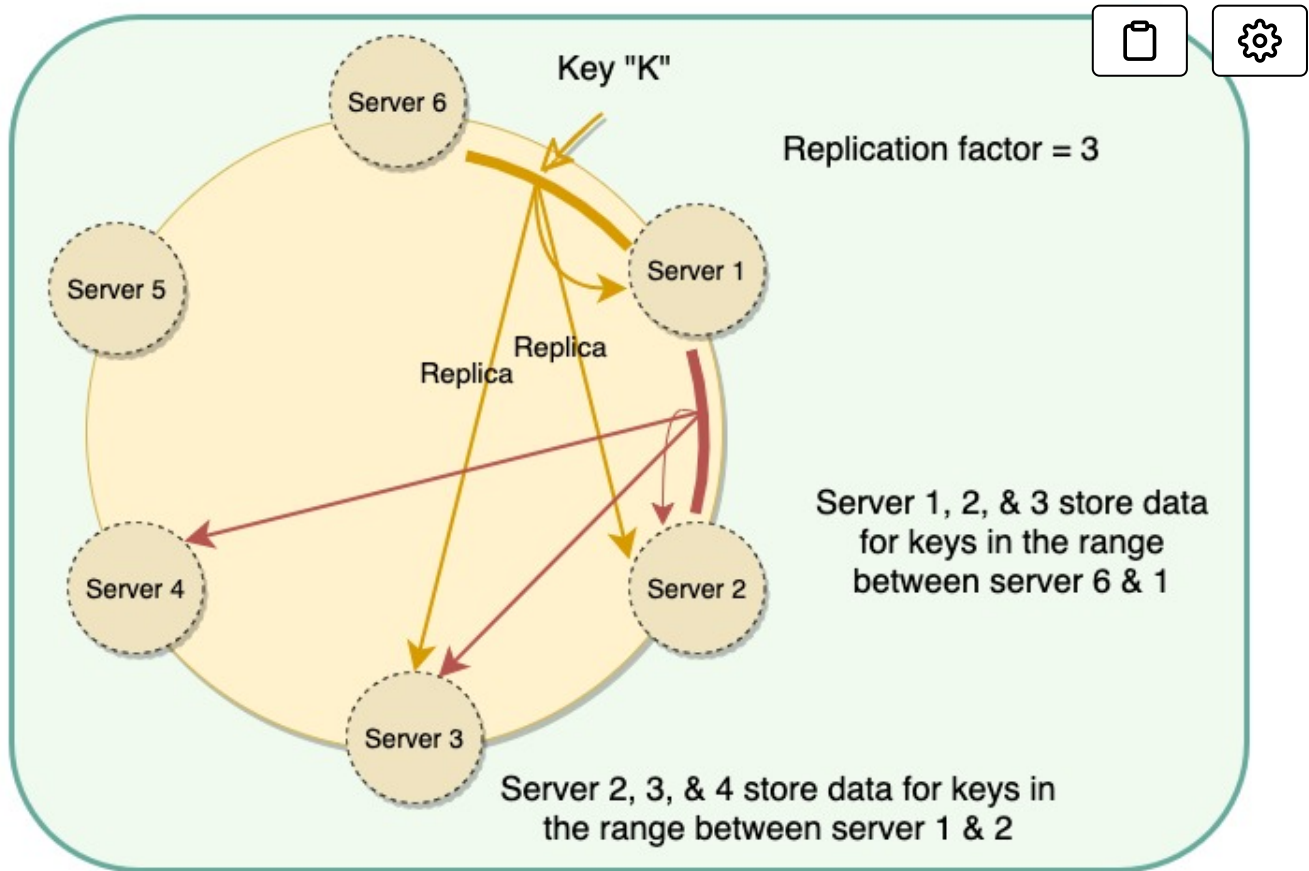 Key "K"
Server 6
Replication factor = 3
Server 1
Server 5
Replica
Replica
Server 1, 2, & 3 store data
for keys in the range
between server 6 & 1
Server 4
Server 2
Server 3
Server 2, 3, & 4 store data for keys in
the range between server 1 & 2